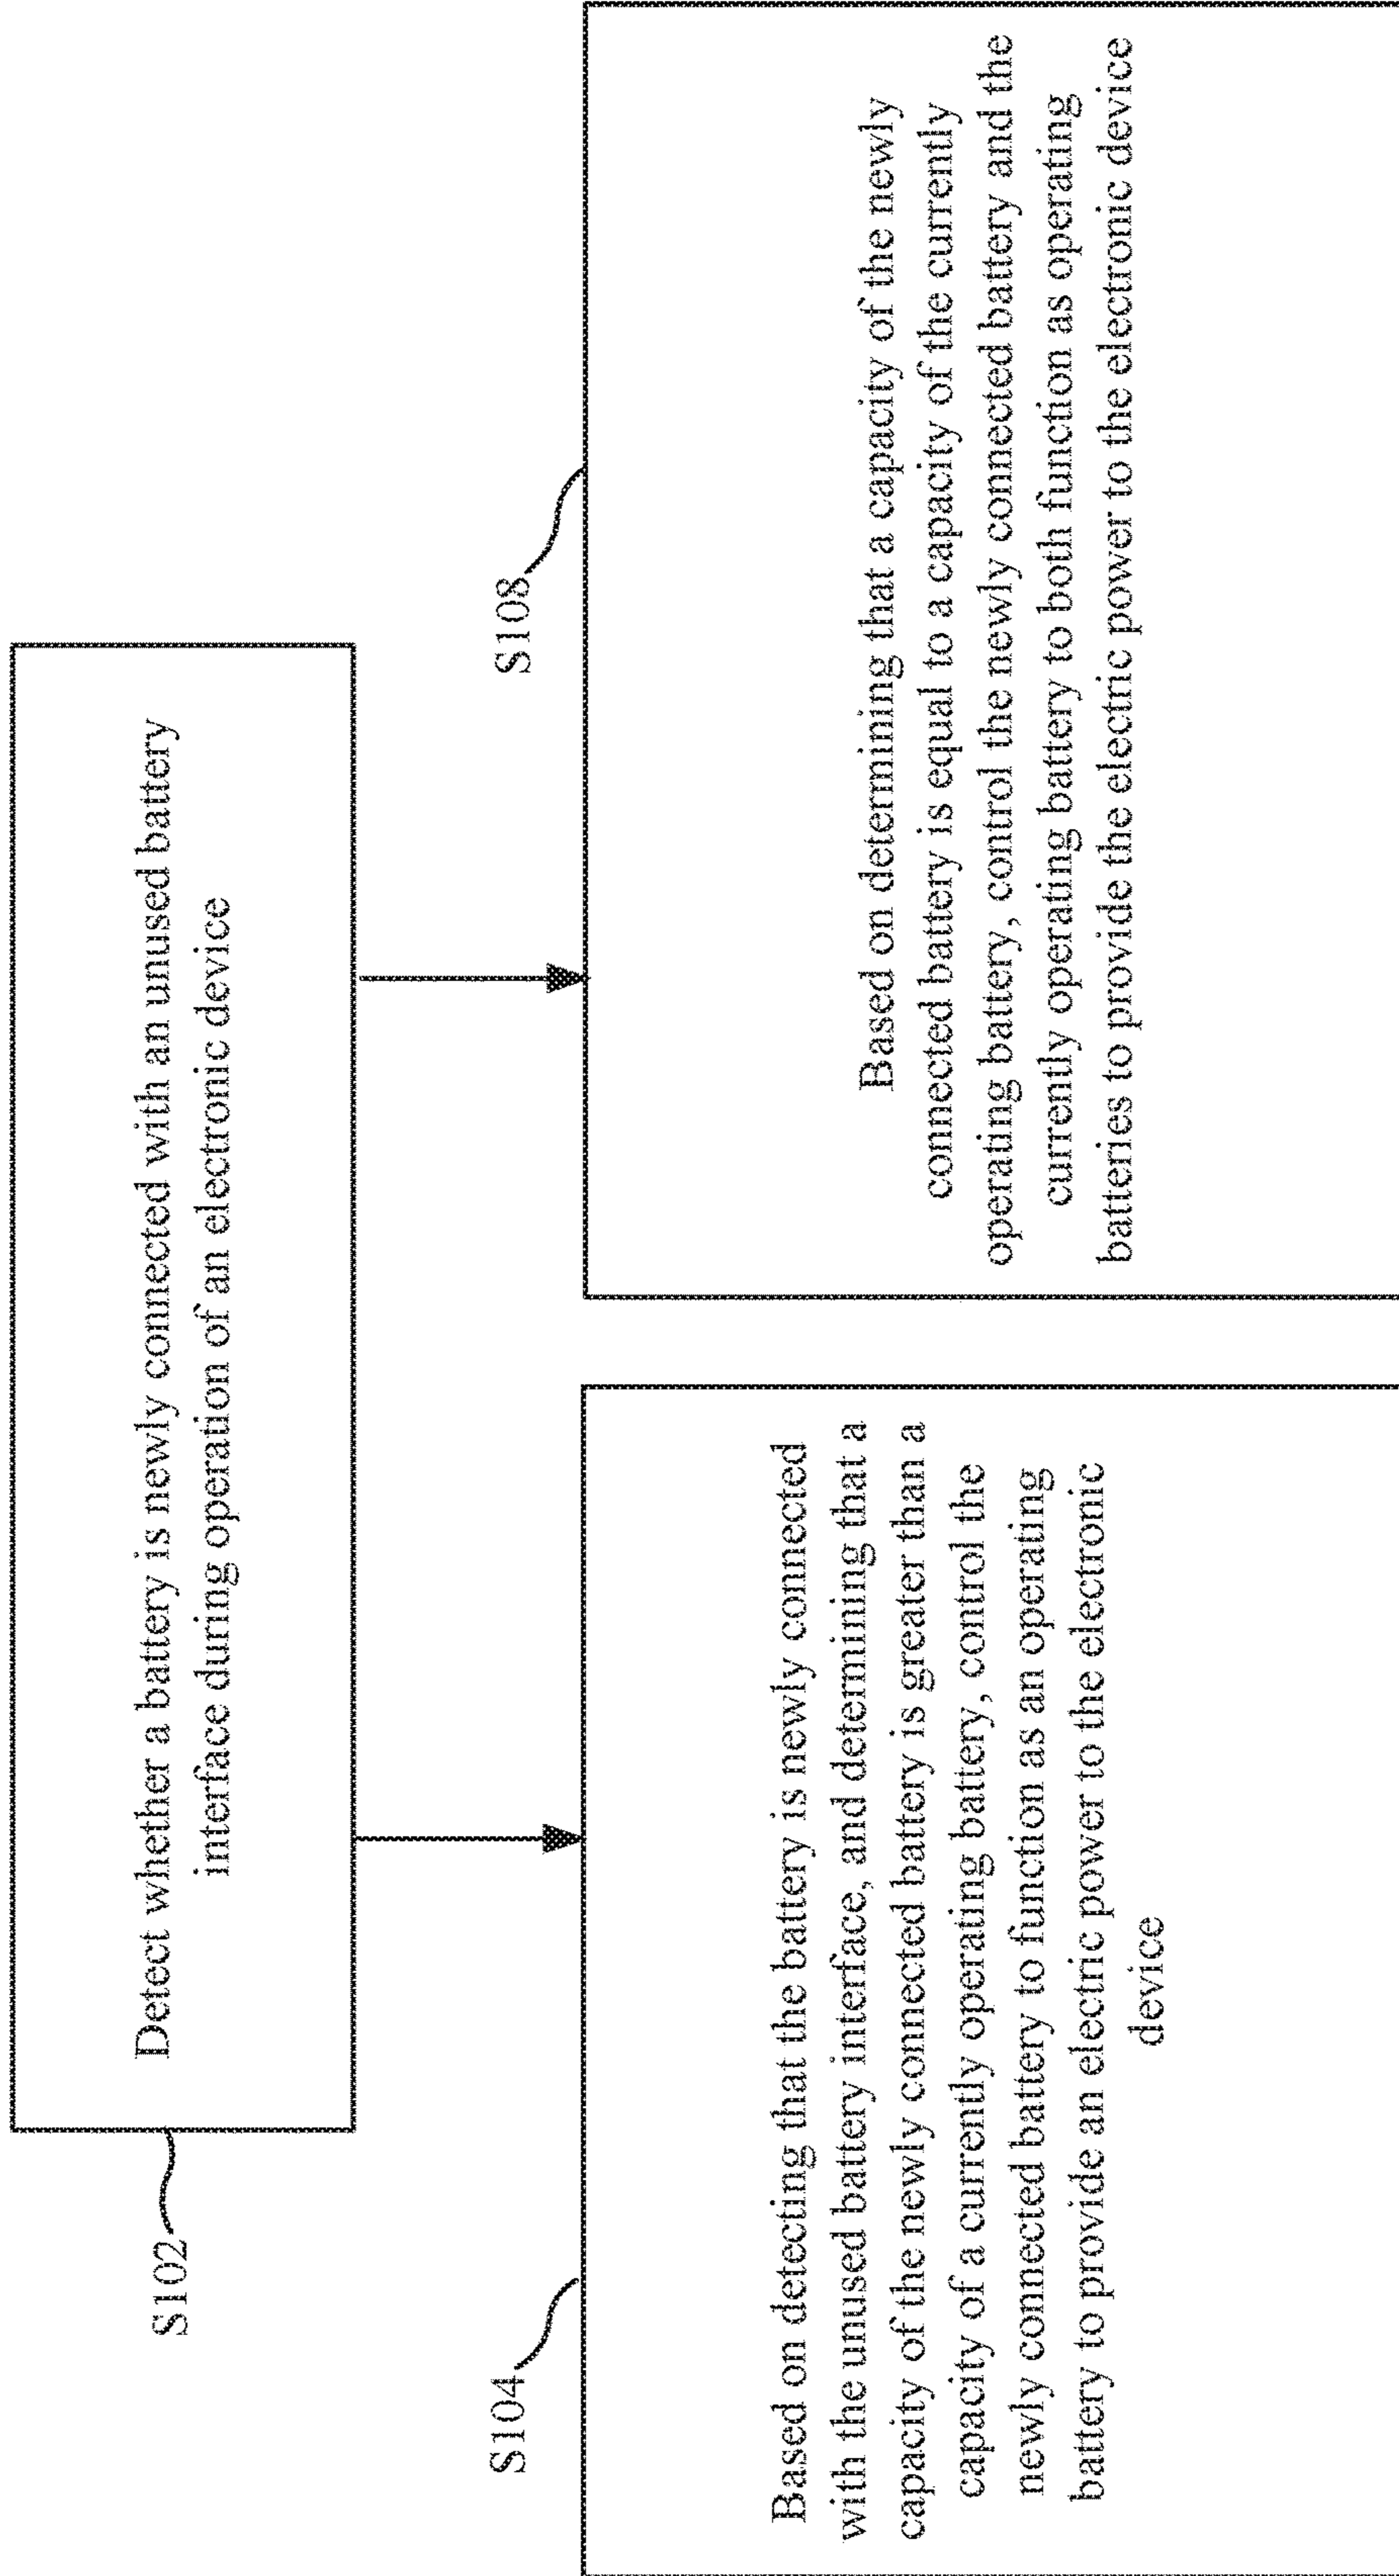 S102
Detect whether a battery is newly connected with an unused battery
interface during operation of an electronic device
S104
Based on detecting that the battery is newly connected
with the unused battery interface, and determining that a
capacity of the newly connected battery is greater than a
capacity of a currently operating battery, control the
newly connected battery to function as an operating
battery to provide an electric power to the electronic
device
S108
Based on determining that a capacity of the newly
connected battery is equal to a capacity of the currently
operating battery, control the newly connected battery and the
currently operating battery to both function as operating
batteries to provide the electric power to the electronic device